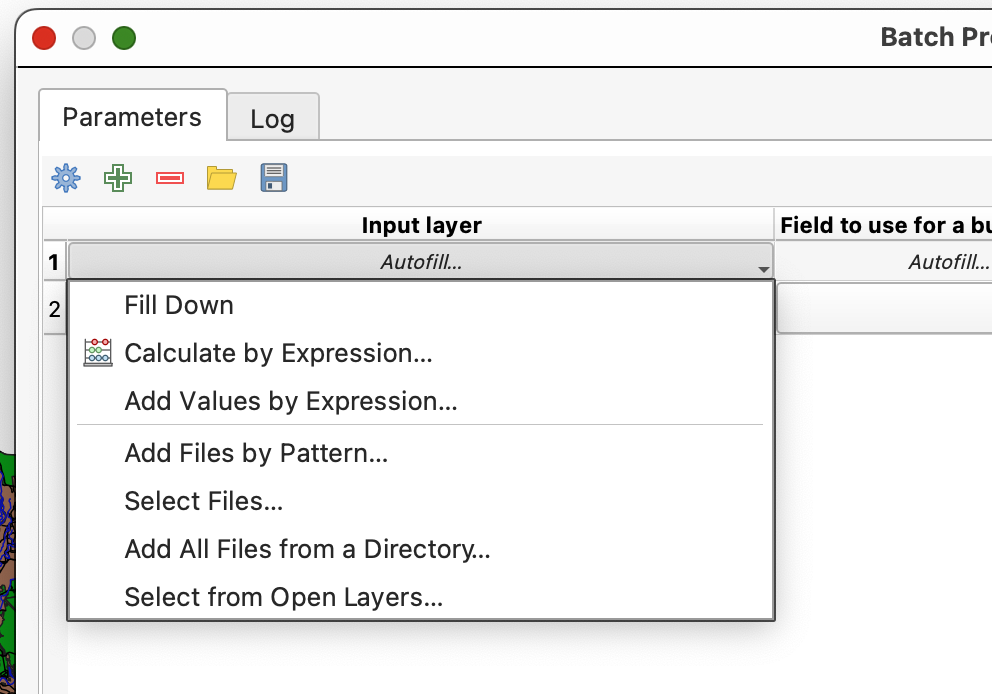 Batch Pr
Parameters
Log
Input layer
Field to use for a bu
1
Autofill...
Autofill...
2
Fill Down
Calculate by Expression...
Add Values by Expression...
Add Files by Pattern...
Select Files...
Add All Files from a Directory...
Select from Open Layers...